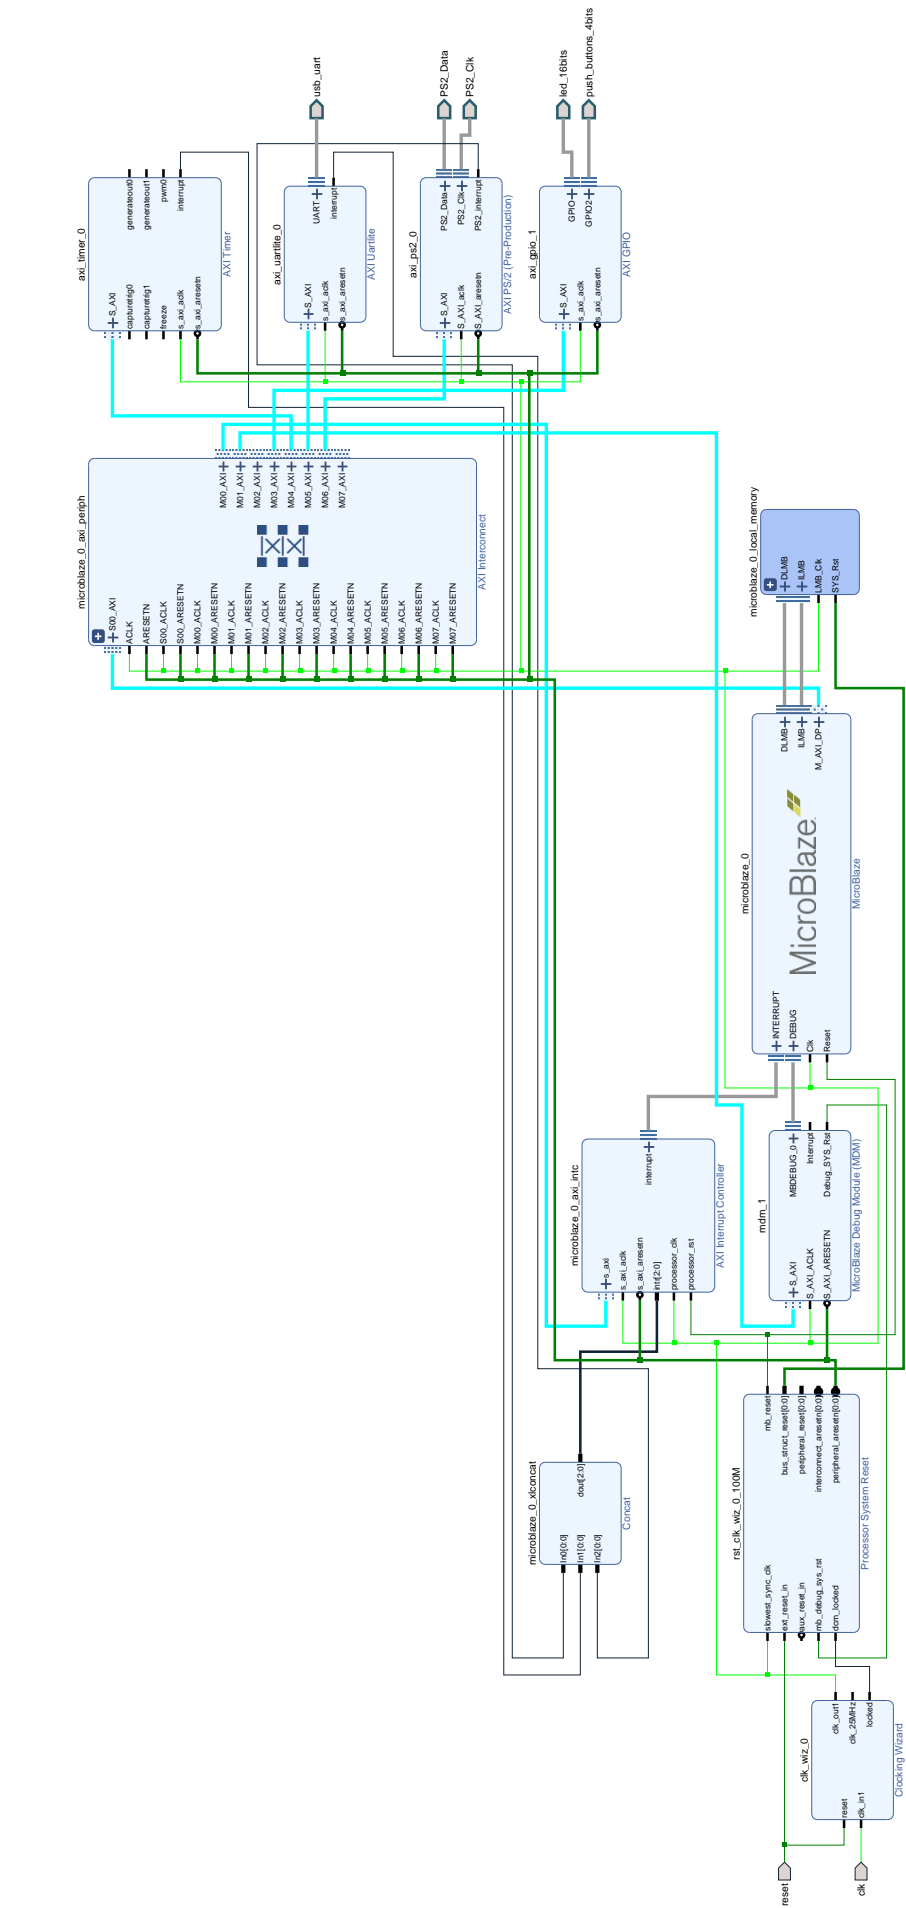 reset
clk
clk_wiz_0
reset
clk_in1
clk_out1
clk_25MHz
locked
Clocking Wizard
rst_clk_wiz_0_100M
slowest_sync_clk
ext_reset_in
aux_reset_in
mb_debug_sys_rst
dcm_locked
mb_reset
bus_struct_reset[0:0]
peripheral_reset[0:0]
interconnect_aresetn[0:0]
peripheral_aresetn[0:0]
Processor System Reset
microblaze_0_xlconcat
In0[0:0]
In1[0:0]
In2[0:0]
dout[2:0]
Concat
microblaze_0_axi_intc
s_axi
s_axi_aclk
s_axi_aresetn
intr[2:0]
processor_clk
processor_rst
interrupt
AXI Interrupt Controller
mdm_1
S_AXI
S_AXI_ACLK
S_AXI_ARESETN
MBDEBUG_0
Interrupt
Debug_SYS_Rst
MicroBlaze Debug Module (MDM)
microblaze_0
INTERRUPT
DEBUG
Clk
Reset
MicroBlaze
DLMB
ILMB
M_AXI_DP
MicroBlaze
microblaze_0_local_memory
DLMB
ILMB
LMB_Clk
SYS_Rst
microblaze_0_axi_periph
S00_AXI
ACLK
ARESETN
S00_ACLK
S00_ARESETN
M00_ACLK
M00_ARESETN
M01_ACLK
M01_ARESETN
M02_ACLK
M02_ARESETN
M03_ACLK
M03_ARESETN
M04_ACLK
M04_ARESETN
M05_ACLK
M05_ARESETN
M06_ACLK
M06_ARESETN
M07_ACLK
M07_ARESETN
M00_AXI
M01_AXI
M02_AXI
M03_AXI
M04_AXI
M05_AXI
M06_AXI
M07_AXI
AXI Interconnect
axi_timer_0
S_AXI
capturetrig0
capturetrig1
freeze
s_axi_aclk
s_axi_aresetn
generateout0
generateout1
pwm0
interrupt
AXI Timer
axi_uartlite_0
S_AXI
s_axi_aclk
s_axi_aresetn
UART
interrupt
AXI Uartlite
axi_ps2_0
S_AXI
S_AXI_aclk
S_AXI_aresetn
PS2_Data
PS2_Clk
PS2_interrupt
AXI PS/2 (Pre-Production)
axi_gpio_1
S_AXI
s_axi_aclk
s_axi_aresetn
GPIO
GPIO2
AXI GPIO
usb_uart
PS2_Data
PS2_Clk
led_16bits
push_buttons_4bits